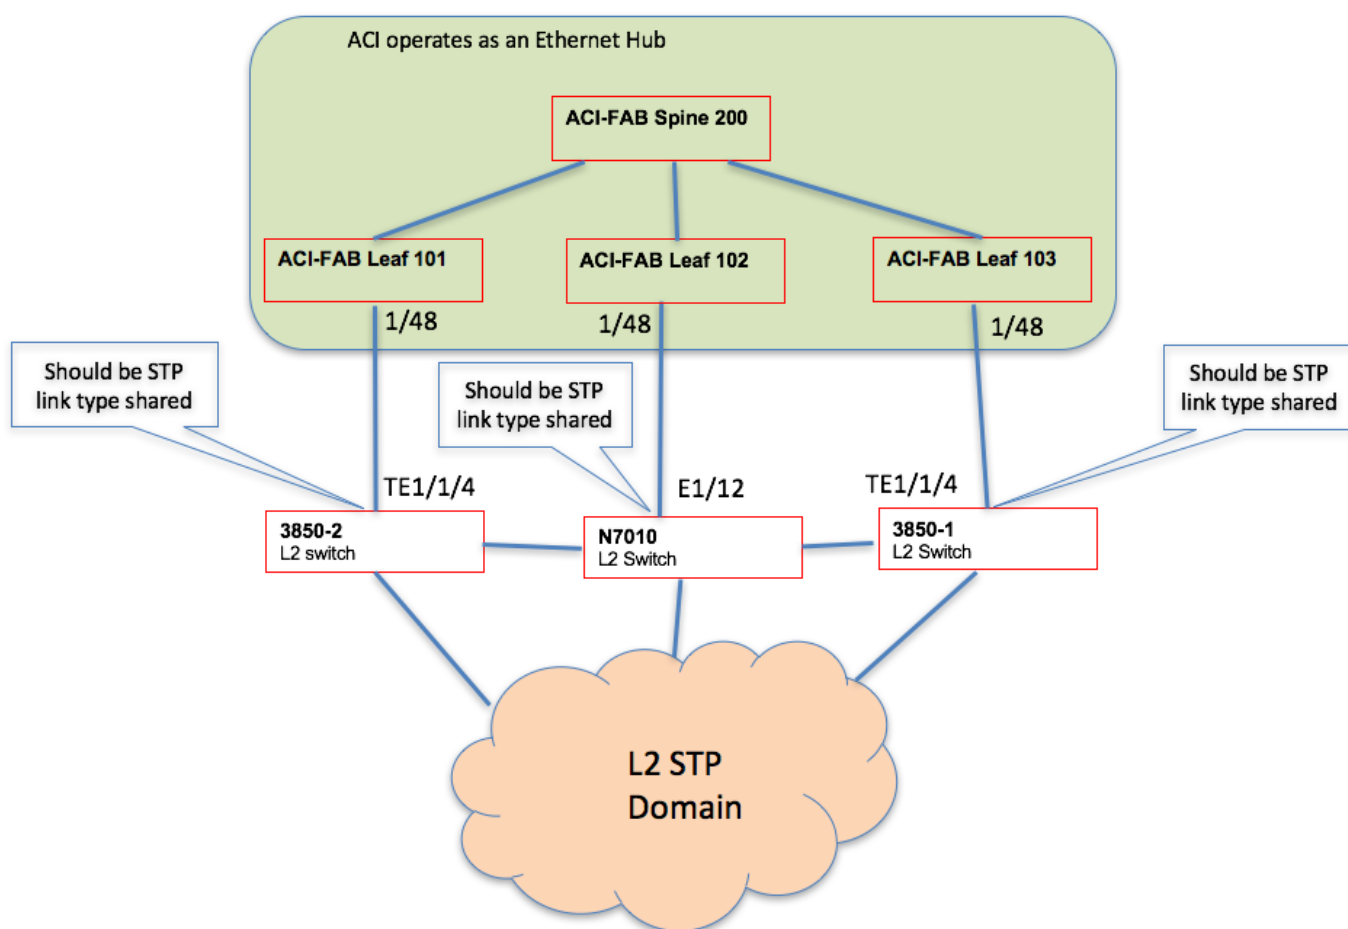 ACI operates as an Ethernet Hub
ACI-FAB Spine 200
ACI-FAB Leaf 101
ACI-FAB Leaf 102
ACI-FAB Leaf 103
1/48
1/48
1/48
Should be STP
link type shared
Should be STP
link type shared
Should be STP
link type shared
TE1/1/4
E1/12
TE1/1/4
3850-2
L2 switch
N7010
L2 Switch
3850-1
L2 Switch
L2 STP
Domain